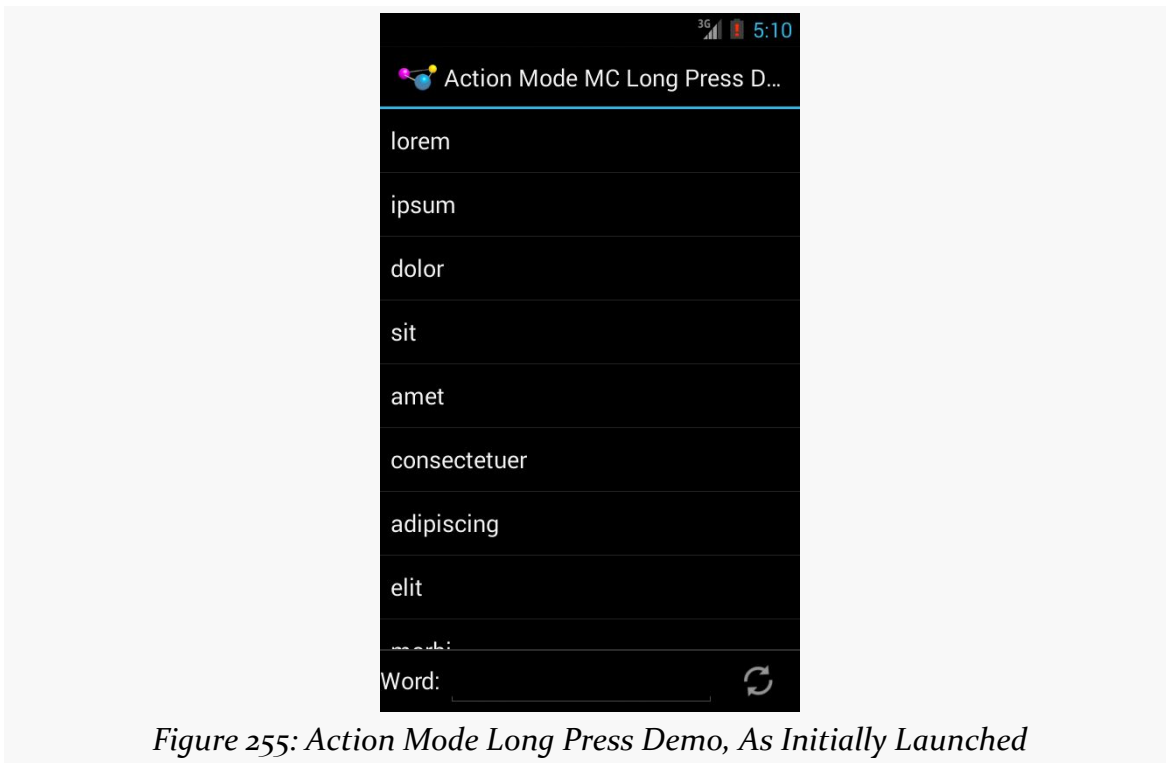 3G 5:10
Action Mode MC Long Press D...
lorem
ipsum
dolor
sit
amet
consectetuer
adipiscing
elit
morbi
Word:
Figure 255: Action Mode Long Press Demo, As Initially Launched